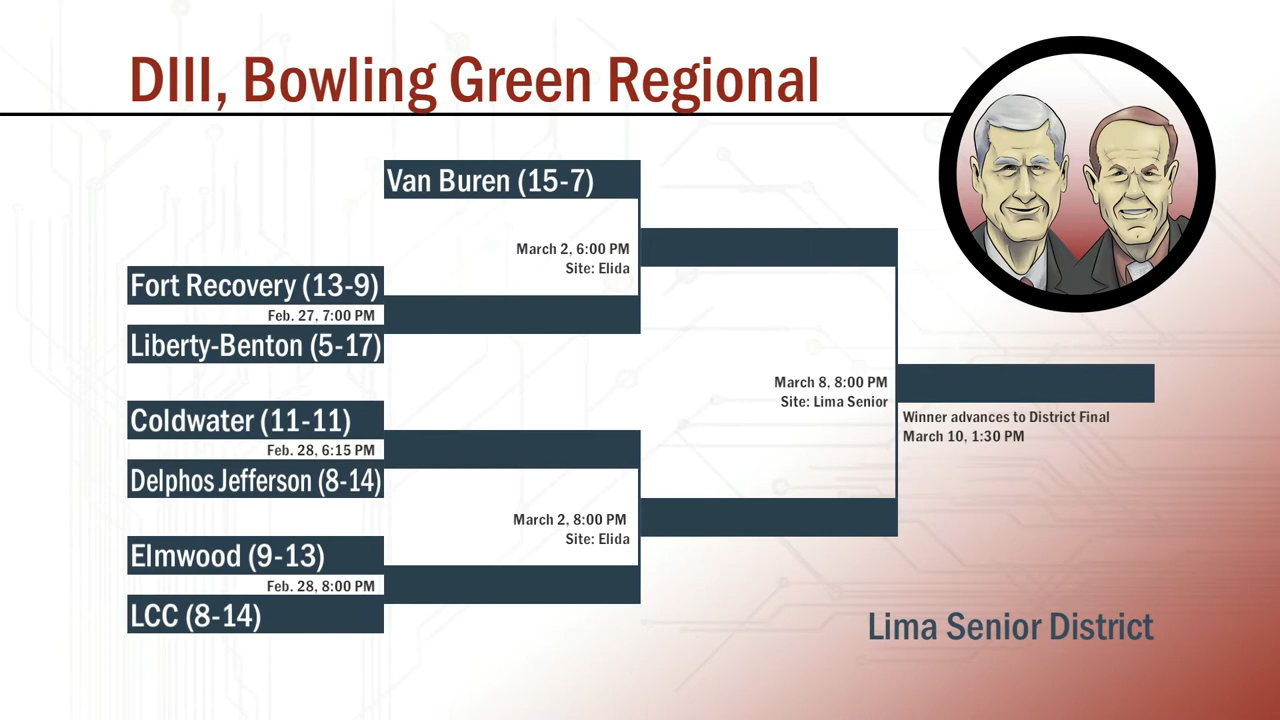 DIII, Bowling Green Regional
Van Buren (15-7)
March 2, 6:00 PM
Site: Elida
Fort Recovery (13-9)
Feb. 27, 7:00 PM
Liberty-Benton (5-17)
March 8, 8:00 PM
Site: Lima Senior
Winner advances to District Final
March 10, 1:30 PM
Coldwater (11-11)
Feb. 28, 6:15 PM
Delphos Jefferson (8-14)
March 2, 8:00 PM
Site: Elida
Elmwood (9-13)
Feb. 28, 8:00 PM
LCC (8-14)
Lima Senior District